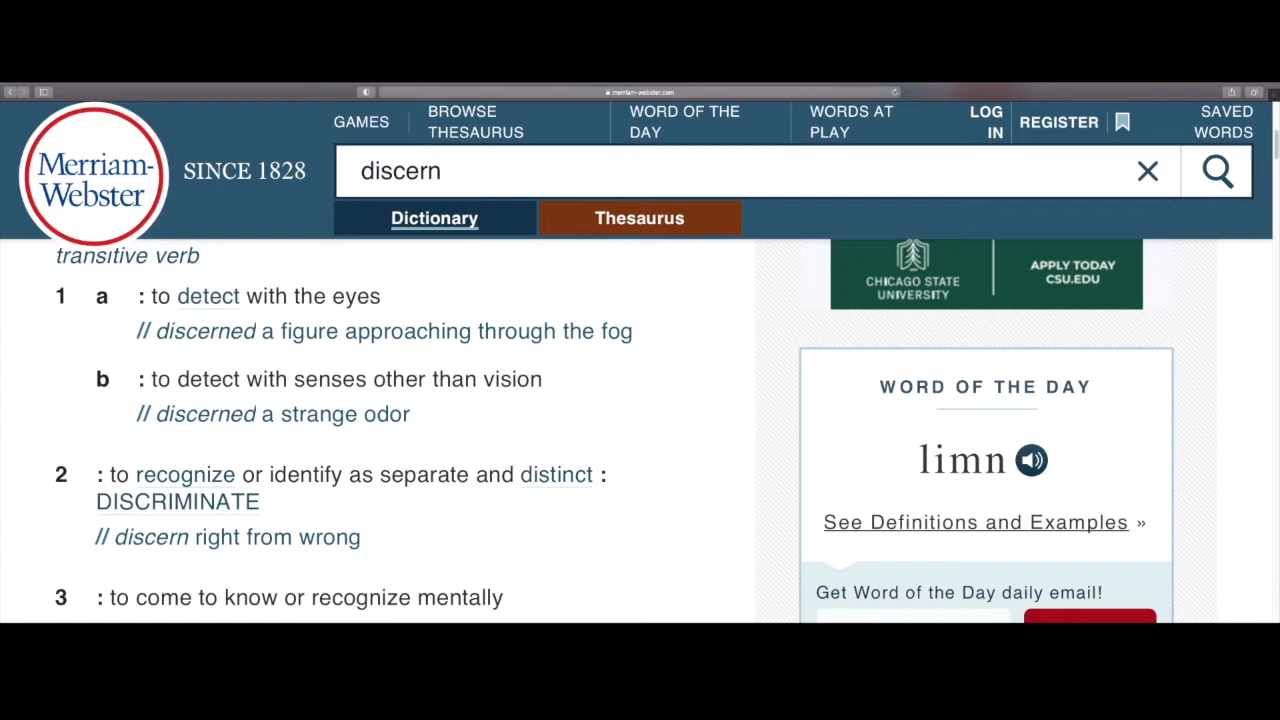 merriam-webster.com
GAMES
BROWSE
THESAURUS
WORD OF THE
DAY
WORDS AT
PLAY
LOG
IN
REGISTER
SAVED
WORDS
Merriam-
Webster
SINCE 1828
discern
Dictionary
Thesaurus
transitive verb
1 a : to detect with the eyes
// discerned a figure approaching through the fog
b : to detect with senses other than vision
// discerned a strange odor
2 : to recognize or identify as separate and distinct :
DISCRIMINATE
// discern right from wrong
3 : to come to know or recognize mentally
CHICAGO STATE
UNIVERSITY
APPLY TODAY
CSU.EDU
WORD OF THE DAY
limn
See Definitions and Examples »
Get Word of the Day daily email!